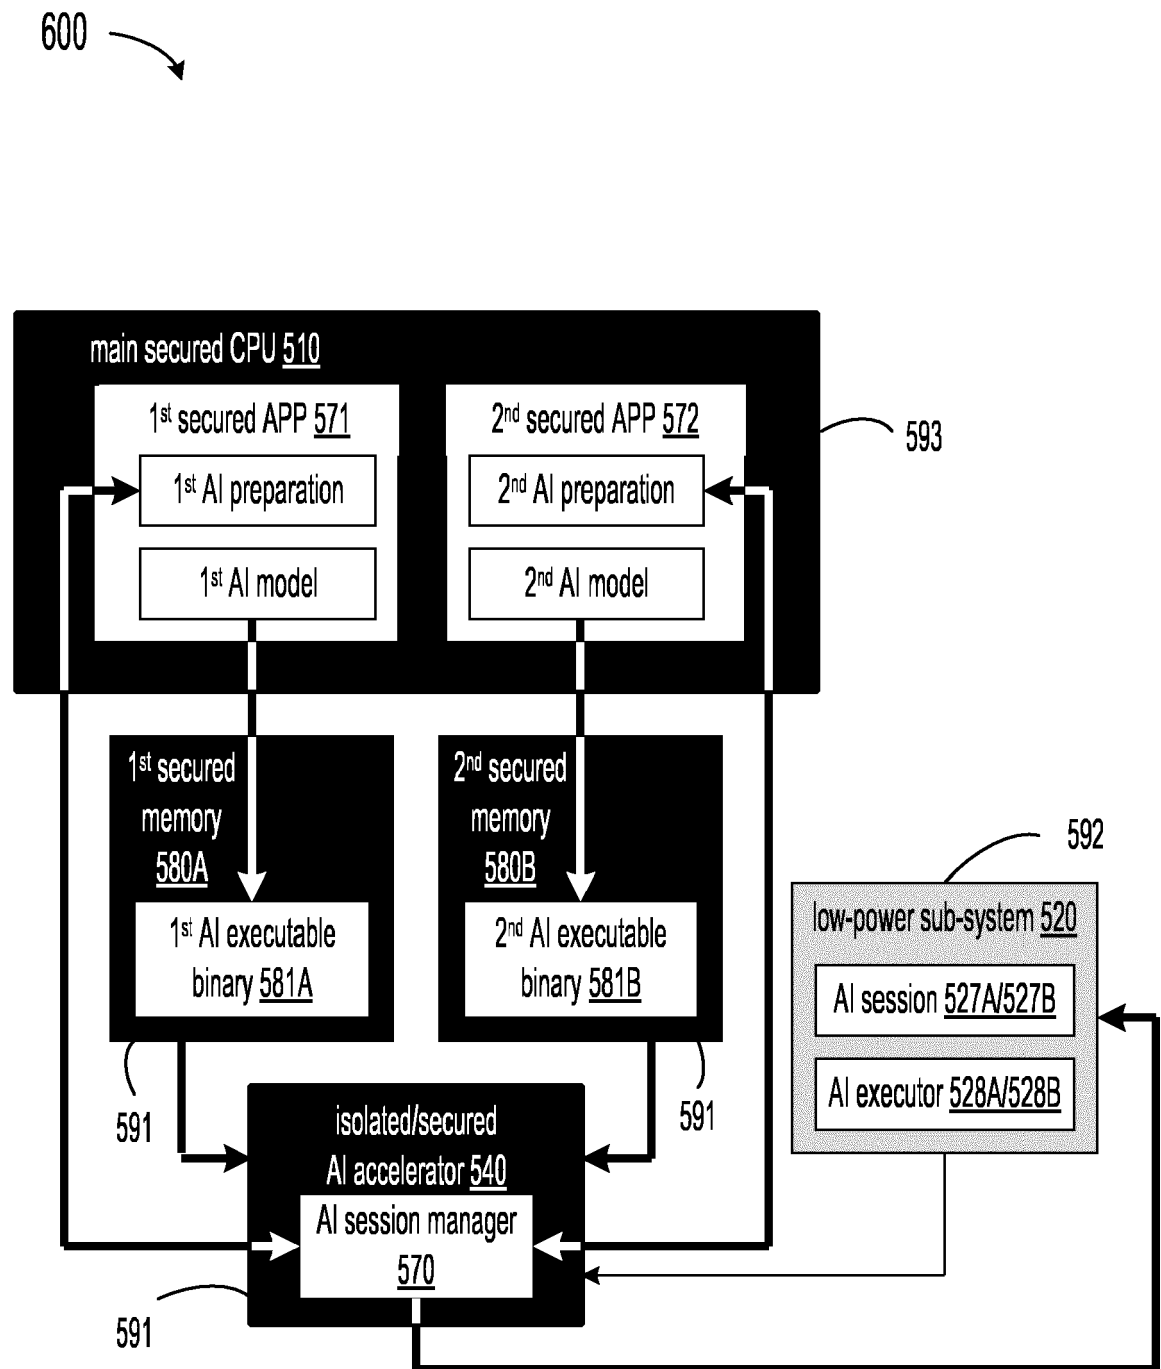 600
main secured CPU 510
1st secured APP 571
1st AI preparation
1st AI model
2nd secured APP 572
2nd AI preparation
2nd AI model
593
1st secured
memory
580A
1st AI executable
binary 581A
591
2nd secured
memory
580B
2nd AI executable
binary 581B
591
592
low-power sub-system 520
AI session 527A/527B
AI executor 528A/528B
isolated/secured
AI accelerator 540
AI session manager
570
591